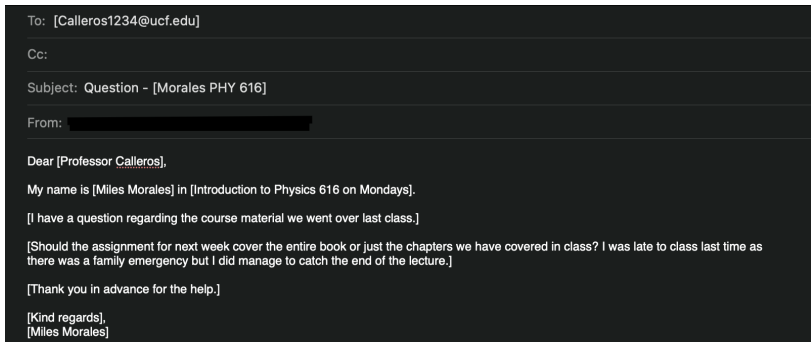 To: [Calleros1234@ucf.edu]
Cc:
Subject: Question - [Morales PHY 616]
From:
Dear [Professor Calleros],
My name is [Miles Morales] in [Introduction to Physics 616 on Mondays].
[I have a question regarding the course material we went over last class.]
[Should the assignment for next week cover the entire book or just the chapters we have covered in class? I was late to class last time as
there was a family emergency but I did manage to catch the end of the lecture.]
[Thank you in advance for the help.]
[Kind regards],
[Miles Morales]